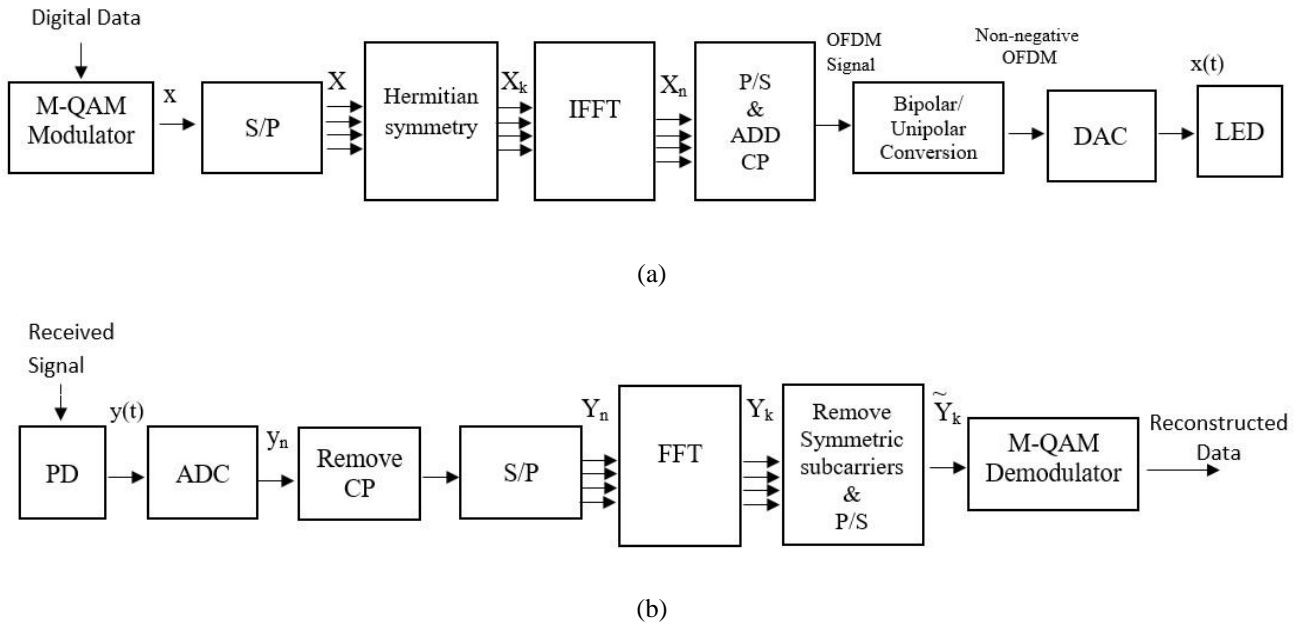 Digital Data
M-QAM
Modulator
x
S/P
X
Hermitian
symmetry
X_k
IFFT
X_n
P/S
&
ADD
CP
OFDM
Signal
Bipolar/
Unipolar
Conversion
Non-negative
OFDM
DAC
x(t)
LED
(a)
Received
Signal
PD
y(t)
ADC
y_n
Remove
CP
S/P
Y_n
FFT
Y_k
Remove
Symmetric
subcarriers
&
P/S
Ỹ_k
M-QAM
Demodulator
Reconstructed
Data
(b)